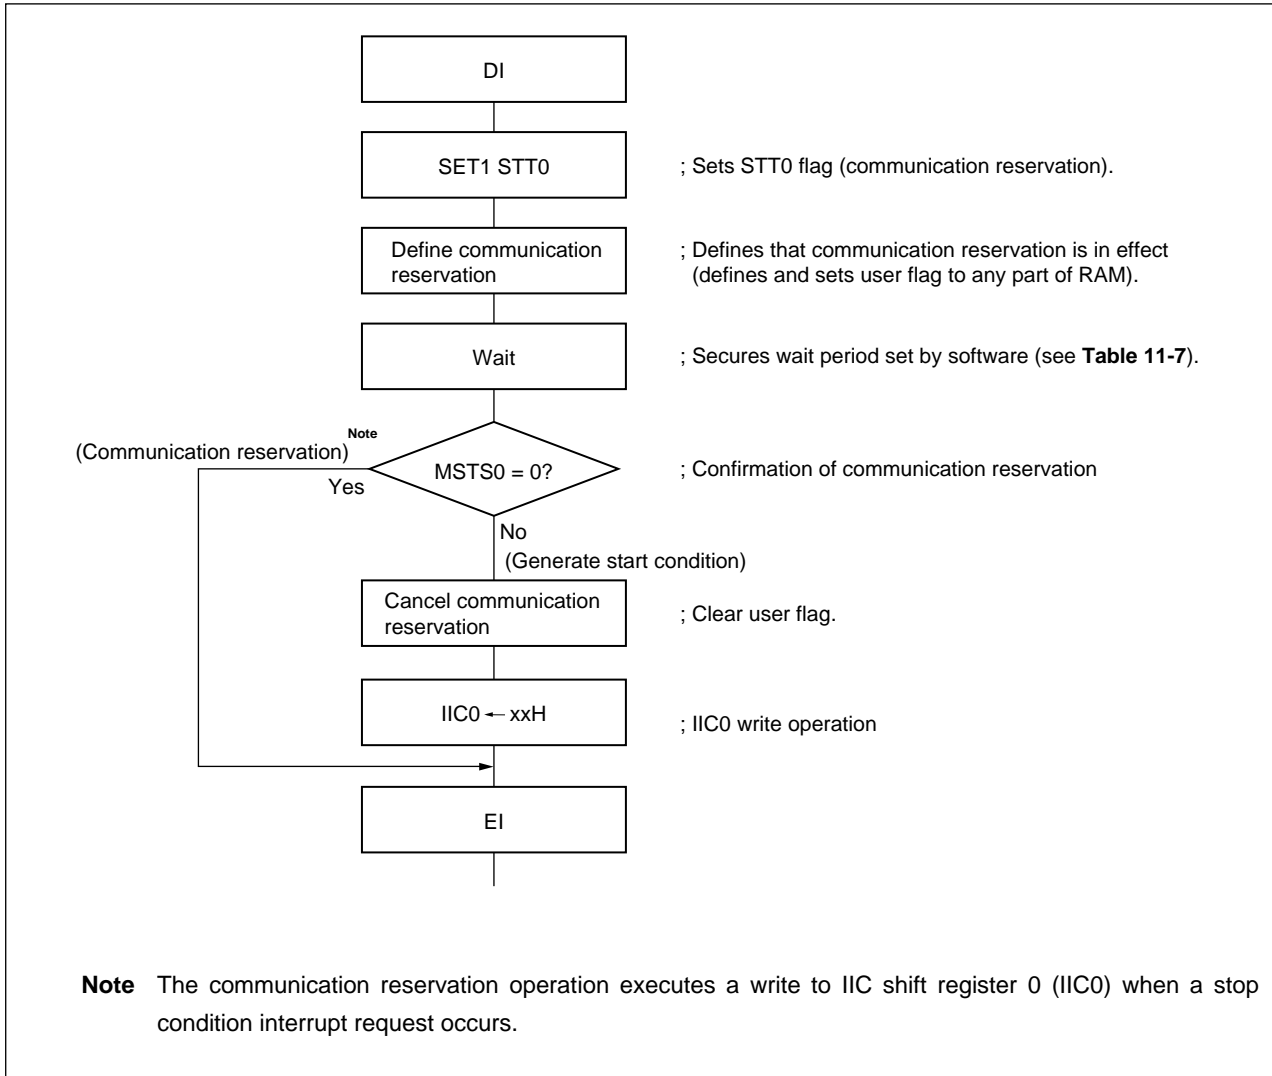 DI
SET1 STT0
; Sets STT0 flag (communication reservation).
Define communication
reservation
; Defines that communication reservation is in effect
(defines and sets user flag to any part of RAM).
Wait
; Secures wait period set by software (see Table 11-7).
(Communication reservation)Note
Yes
MSTS0 = 0?
; Confirmation of communication reservation
No
(Generate start condition)
Cancel communication
reservation
; Clear user flag.
IIC0 ← xxH
; IIC0 write operation
EI
Note The communication reservation operation executes a write to IIC shift register 0 (IIC0) when a stop
condition interrupt request occurs.